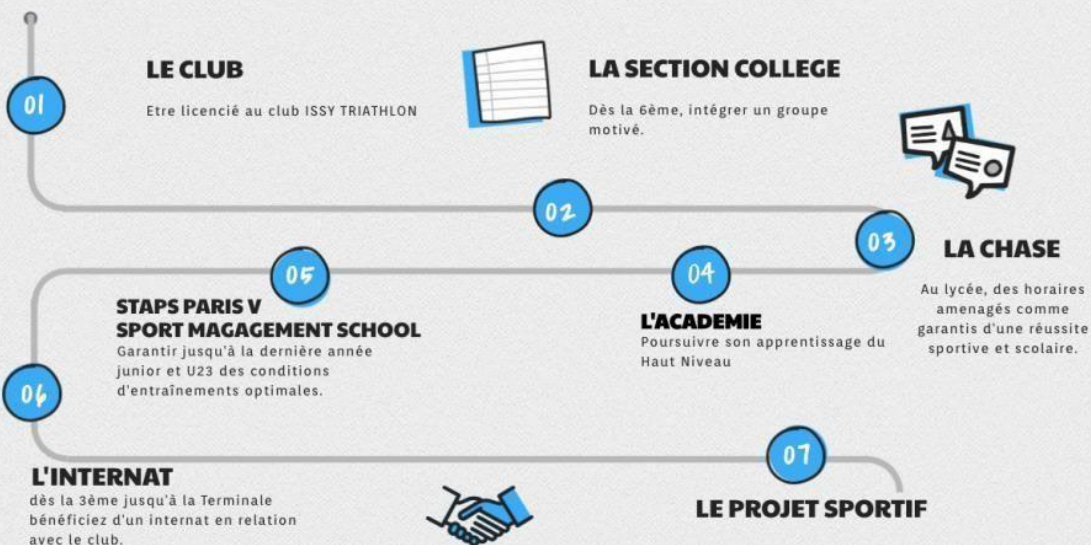 01
LE CLUB
Etre licencié au club ISSY TRIATHLON
LA SECTION COLLEGE
Dès la 6ème, intégrer un groupe
motivé.
02
03
LA CHASE
Au lycée, des horaires
amenagés comme
garantis d'une réussite
sportive et scolaire.
04
L'ACADEMIE
Poursuivre son apprentissage du
Haut Niveau
05
STAPS PARIS V
SPORT MAGAGEMENT SCHOOL
Garantir jusqu'à la dernière année
junior et U23 des conditions
d'entraînements optimales.
06
L'INTERNAT
dès la 3ème jusqu'à la Terminale
bénéficiez d'un internat en relation
avec le club.
07
LE PROJET SPORTIF